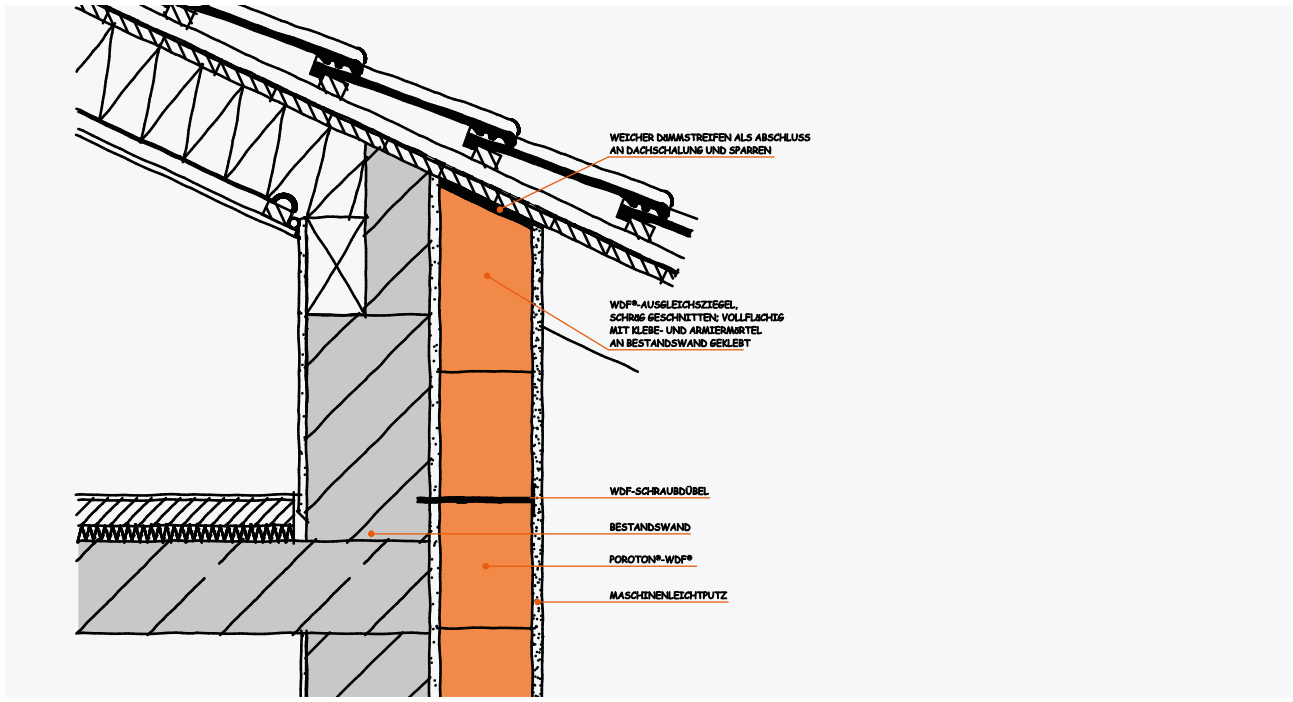 WEICHER DäMMSTREIFEN ALS ABSCHLUSS
AN DACHSCHALUNG UND SPARREN
WDF®-AUSGLEICHSZIEGEL,
SCHRäG GESCHNITTEN; VOLLFLäCHIG
MIT KLEBE- UND ARMIERMöRTEL
AN BESTANDSWAND GEKLEBT
WDF-SCHRAUBDÜBEL
BESTANDSWAND
POROTON®-WDF®
MASCHINENLEICHTPUTZ